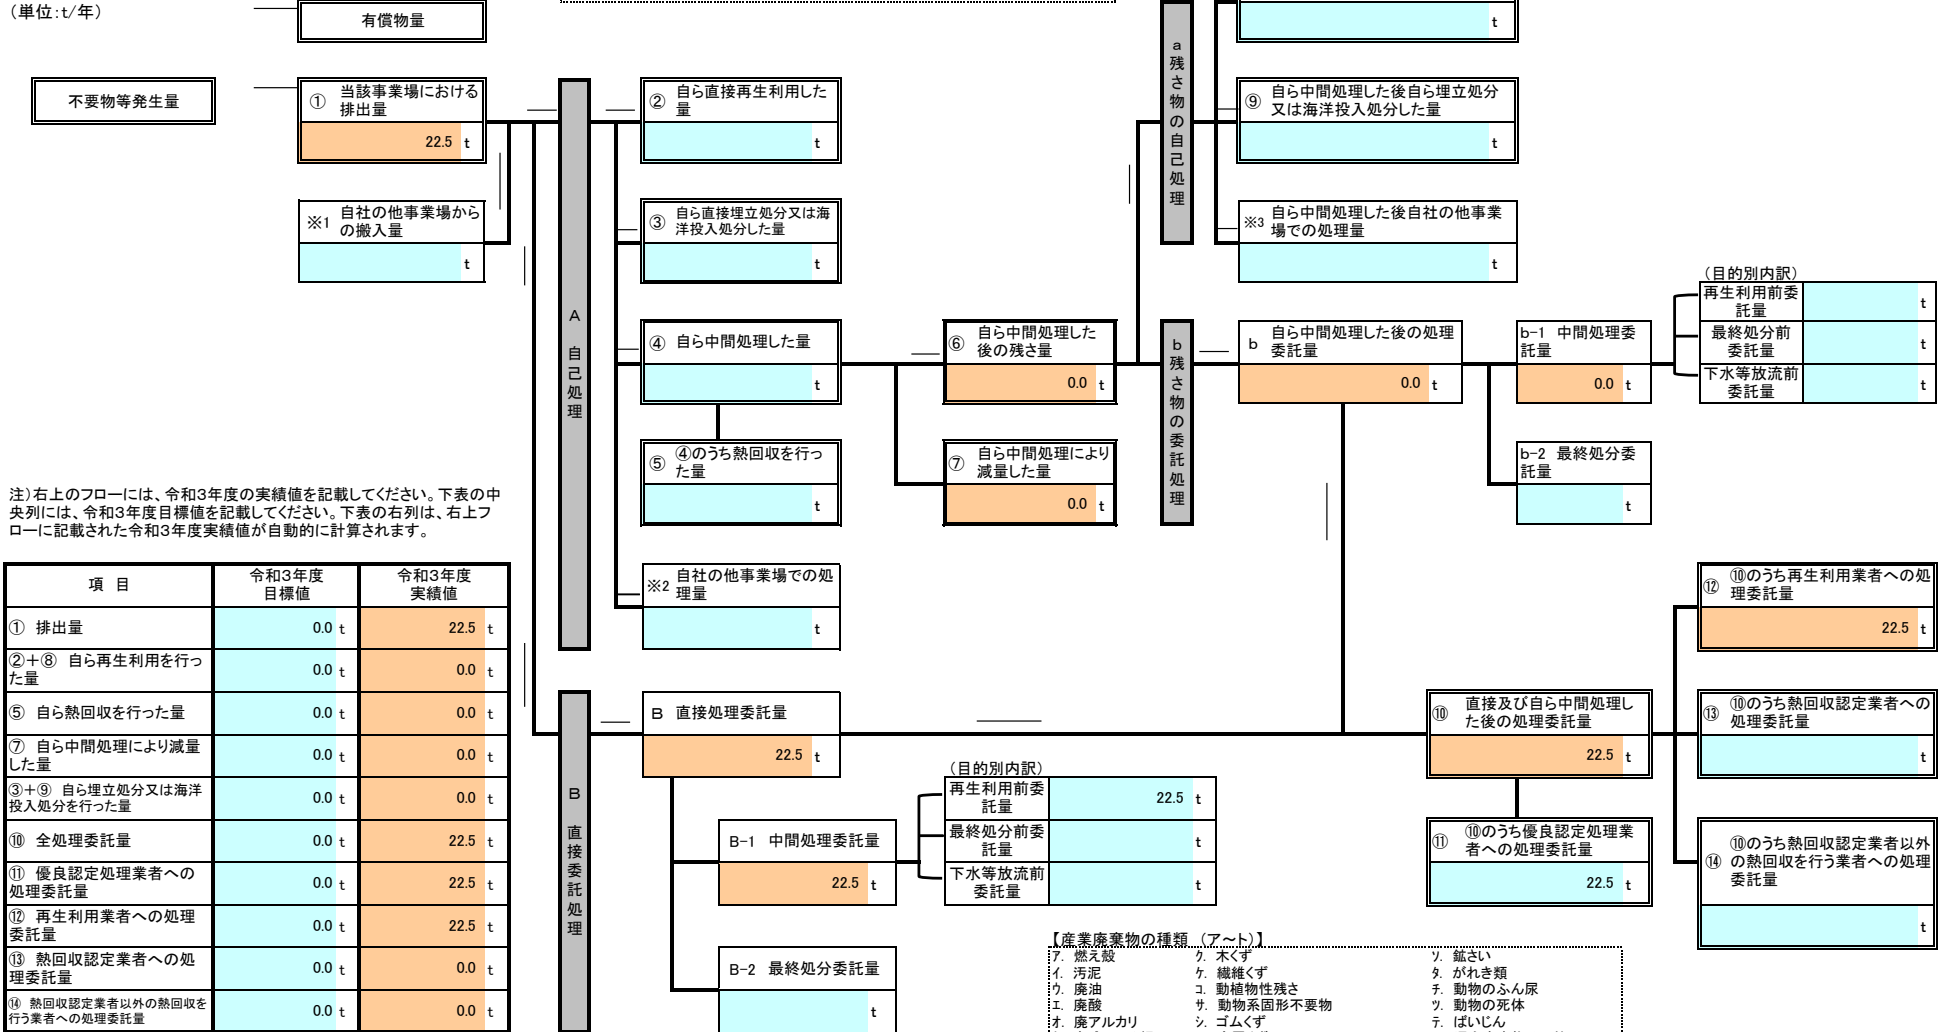 （単位：t/年）
有償物量
不要物等発生量
① 当該事業場における
排出量
22.5 t
※1 自社の他事業場から
の搬入量
t
A 自己処理
② 自ら直接再生利用した
量
t
③ 自ら直接埋立処分又は海
洋投入処分した量
t
④ 自ら中間処理した量
t
⑤ ④のうち熱回収を行っ
た量
t
※2 自社の他事業場での処
理量
t
⑥ 自ら中間処理した
後の残さ量
0.0 t
⑦ 自ら中間処理により
減量した量
0.0 t
a 残さ物の自己処理
t
⑨ 自ら中間処理した後自ら埋立処分
又は海洋投入処分した量
t
※3 自ら中間処理した後自社の他事業
場での処理量
t
b 残さ物の委託処理
b 自ら中間処理した後の処理
委託量
0.0 t
b-1 中間処理委
託量
0.0 t
b-2 最終処分委
託量
t
（目的別内訳）
再生利用前委
託量
t
最終処分前
委託量
t
下水等放流前
委託量
t
注）右上のフローには、令和3年度の実績値を記載してください。下表の中
央列には、令和3年度目標値を記載してください。下表の右列は、右上フ
ローに記載された令和3年度実績値が自動的に計算されます。
項 目 令和3年度 目標値 令和3年度 実績値
① 排出量 0.0 t 22.5 t
②＋⑧ 自ら再生利用を行っ
た量 0.0 t 0.0 t
⑤ 自ら熱回収を行った量 0.0 t 0.0 t
⑦ 自ら中間処理により減量
した量 0.0 t 0.0 t
③＋⑨ 自ら埋立処分又は海洋
投入処分を行った量 0.0 t 0.0 t
⑩ 全処理委託量 0.0 t 22.5 t
⑪ 優良認定処理業者への
処理委託量 0.0 t 22.5 t
⑫ 再生利用業者への処理
委託量 0.0 t 22.5 t
⑬ 熱回収認定業者への処
理委託量 0.0 t 0.0 t
⑭ 熱回収認定業者以外の熱回収を
行う業者への処理委託量 0.0 t 0.0 t
B 直接委託処理
B 直接処理委託量
22.5 t
B-1 中間処理委託量
22.5 t
B-2 最終処分委託量
t
（目的別内訳）
再生利用前委
託量
22.5 t
最終処分前委
託量
t
下水等放流前
委託量
t
⑩ 直接及び自ら中間処理し
た後の処理委託量
22.5 t
⑪ ⑩のうち優良認定処理業
者への処理委託量
22.5 t
⑫ ⑩のうち再生利用業者への処
理委託量
22.5 t
⑬ ⑩のうち熱回収認定業者への
処理委託量
t
⑭ ⑩のうち熱回収認定業者以外
の熱回収を行う業者への処理
委託量
t
【産業廃棄物の種類 （ア～ト）】
ア. 燃え殻 ク. 木くず ソ. 鉱さい
イ. 汚泥 ケ. 繊維くず タ. がれき類
ウ. 廃油 コ. 動植物性残さ チ. 動物のふん尿
エ. 廃酸 サ. 動物系固形不要物 ツ. 動物の死体
オ. 廃アルカリ シ. ゴムくず テ. ばいじん